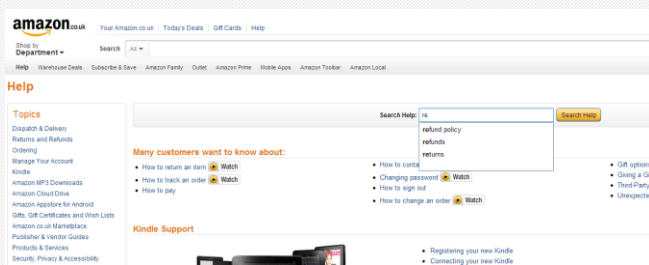 amazon.co.uk
Your Amazon.co.uk | Today's Deals | Gift Cards | Help
Shop by
Department
Search All
Help Warehouse Deals Subscribe & Save Amazon Family Outlet Amazon Prime Mobile Apps Amazon Toolbar Amazon Local
Help
Topics
Dispatch & Delivery
Returns and Refunds
Ordering
Manage Your Account
Kindle
Amazon MP3 Downloads
Amazon Cloud Drive
Amazon Appstore for Android
Gifts, Gift Certificates and Wish Lists
Amazon.co.uk Marketplace
Publisher & Vendor Guides
Products & Services
Security, Privacy & Accessibility
Search Help: re Search Help
refund policy
refunds
returns
Many customers want to know about:
• How to return an item Watch
• How to track an order Watch
• How to pay
• How to conta
• Changing password Watch
• How to sign out
• How to change an order Watch
• Gift options
• Giving a G
• Third-Party
• Unexpecte
Kindle Support
• Registering your new Kindle
• Connecting your new Kindle